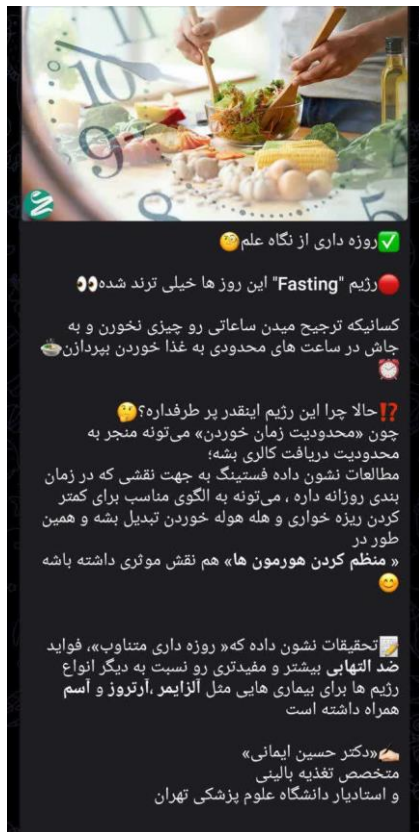 11
10
9
8
5
✅روزه داری از نگاه علم🧐
🔴رژیم "Fasting" این روز ها خیلی ترند شده👀
کسانیکه ترجیح میدن ساعاتی رو چیزی نخورن و به
جاش در ساعت های محدودی به غذا خوردن بپردازن🍲
⏰
⁉️حالا چرا این رژیم اینقدر پر طرفداره؟🤔
چون «محدودیت زمان خوردن» می‌تونه منجر به
محدودیت دریافت کالری بشه؛
مطالعات نشون داده فستینگ به جهت نقشی که در زمان
بندی روزانه داره ، می‌تونه به الگوی مناسب برای کمتر
کردن ریزه خواری و هله هوله خوردن تبدیل بشه و همین
طور در
« منظم کردن هورمون ها» هم نقش موثری داشته باشه
😊
📝تحقیقات نشون داده که« روزه داری متناوب»، فواید
ضد التهابی بیشتر و مفیدتری رو نسبت به دیگر انواع
رژیم ها برای بیماری هایی مثل آلزایمر ،آرتروز و آسم
همراه داشته است
✍🏻«دکتر حسین ایمانی»
متخصص تغذیه بالینی
و استادیار دانشگاه علوم پزشکی تهران